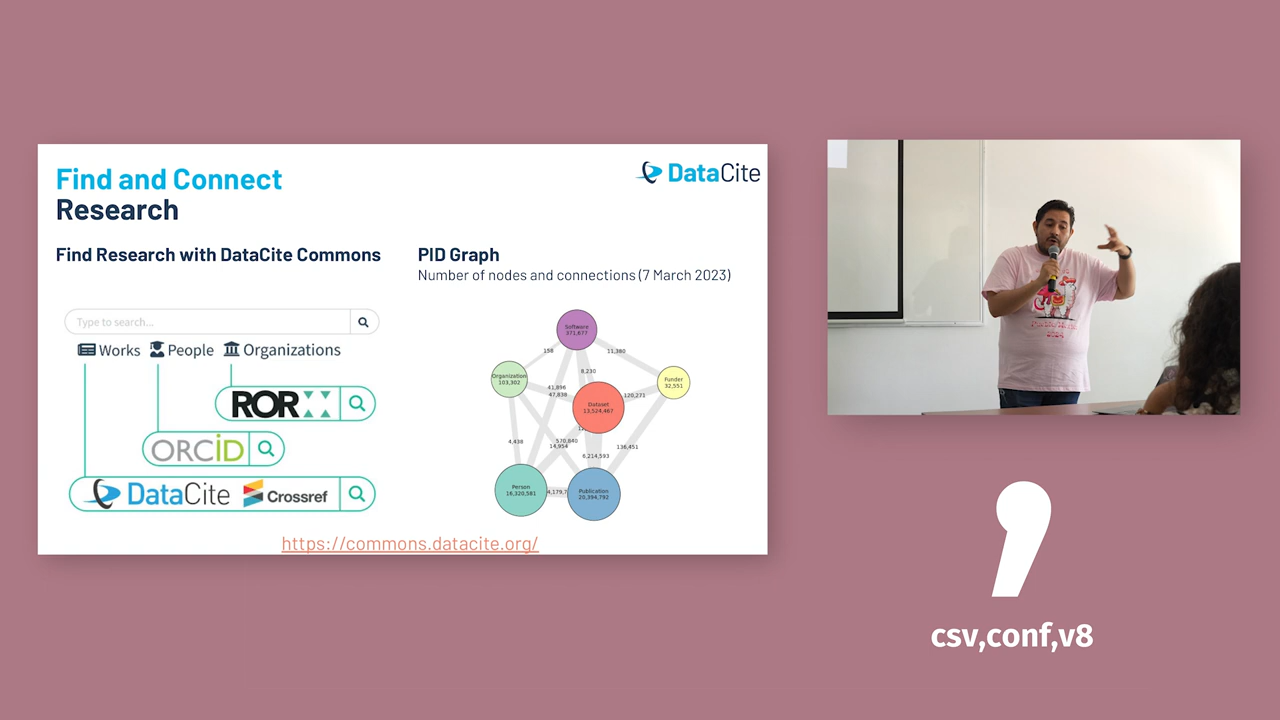 Find and Connect
Research
DataCite
Find Research with DataCite Commons
PID Graph
Number of nodes and connections (7 March 2023)
Type to search...
Works People Organizations
ROR
ORCID
DataCite Crossref
Software
371,677
158
11,380
8,230
Organization
103,302
Funder
32,551
41,896
47,838
120,271
Dataset
13,524,467
4,438
570,840
14,954
136,451
6,214,593
Person
16,320,581
Publication
20,394,792
https://commons.datacite.org/
csv,conf,v8